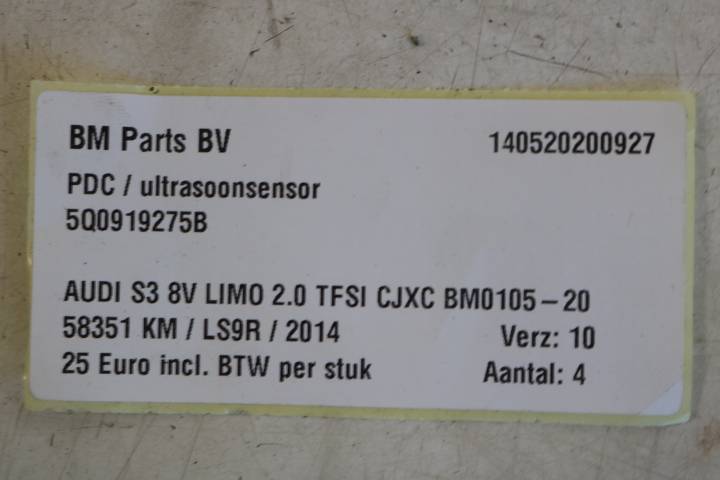 BM Parts BV 140520200927
PDC / ultrasoonsensor
5Q0919275B
AUDI S3 8V LIMO 2.0 TFSI CJXC BM0105-20
58351 KM / LS9R / 2014 Verz: 10
25 Euro incl. BTW per stuk Aantal: 4